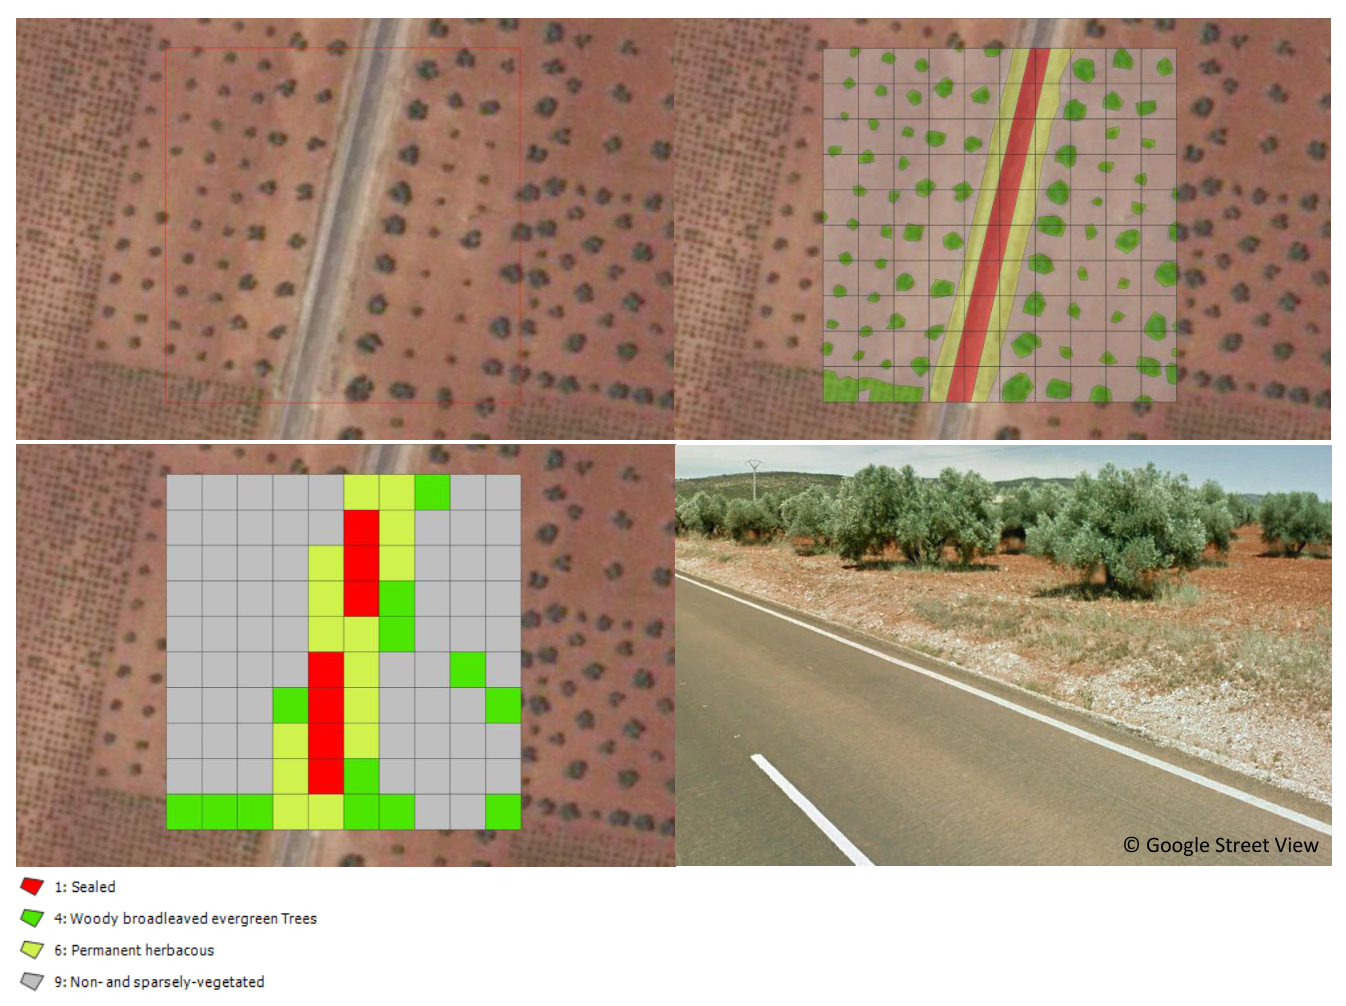 © Google Street View
1: Sealed
4: Woody broadleaved evergreen Trees
6: Permanent herbacous
9: Non- and sparsely-vegetated